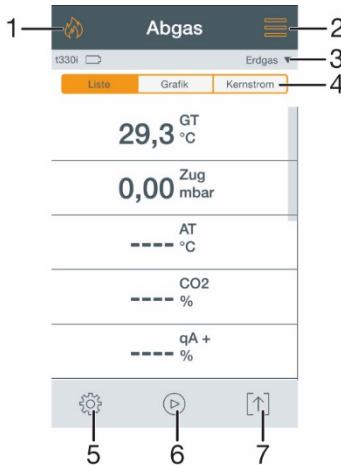 1 Abgas 2
t330i Erdgas 3
Liste Grafik Kernstrom 4
29,3 GT °C
0,00 Zug mbar
---- AT °C
---- CO2 %
---- qA + %
5 6 7